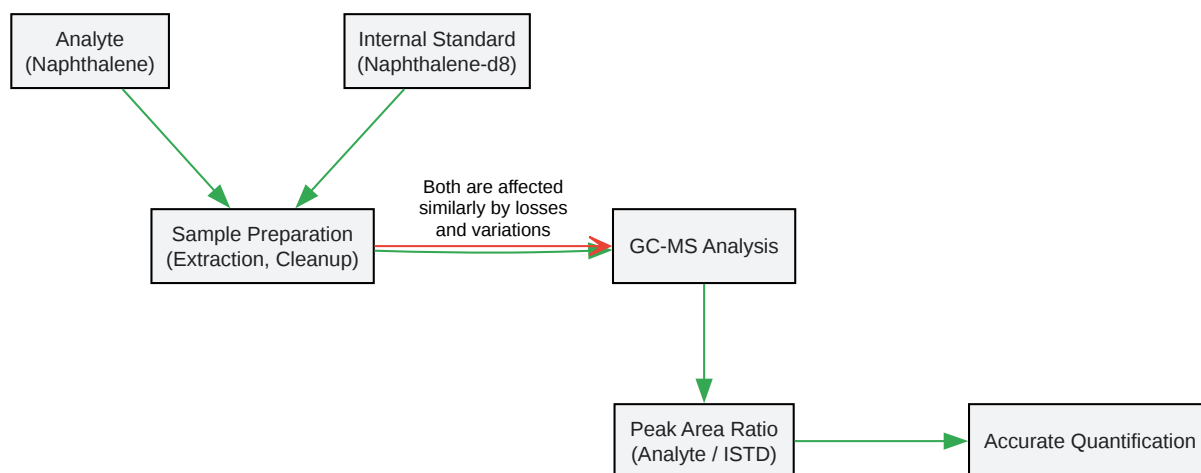 Analyte
(Naphthalene)
Internal Standard
(Naphthalene-d8)
Both are affected
similarly by losses
and variations
Sample Preparation
(Extraction, Cleanup)
GC-MS Analysis
Peak Area Ratio
(Analyte / ISTD)
Accurate Quantification